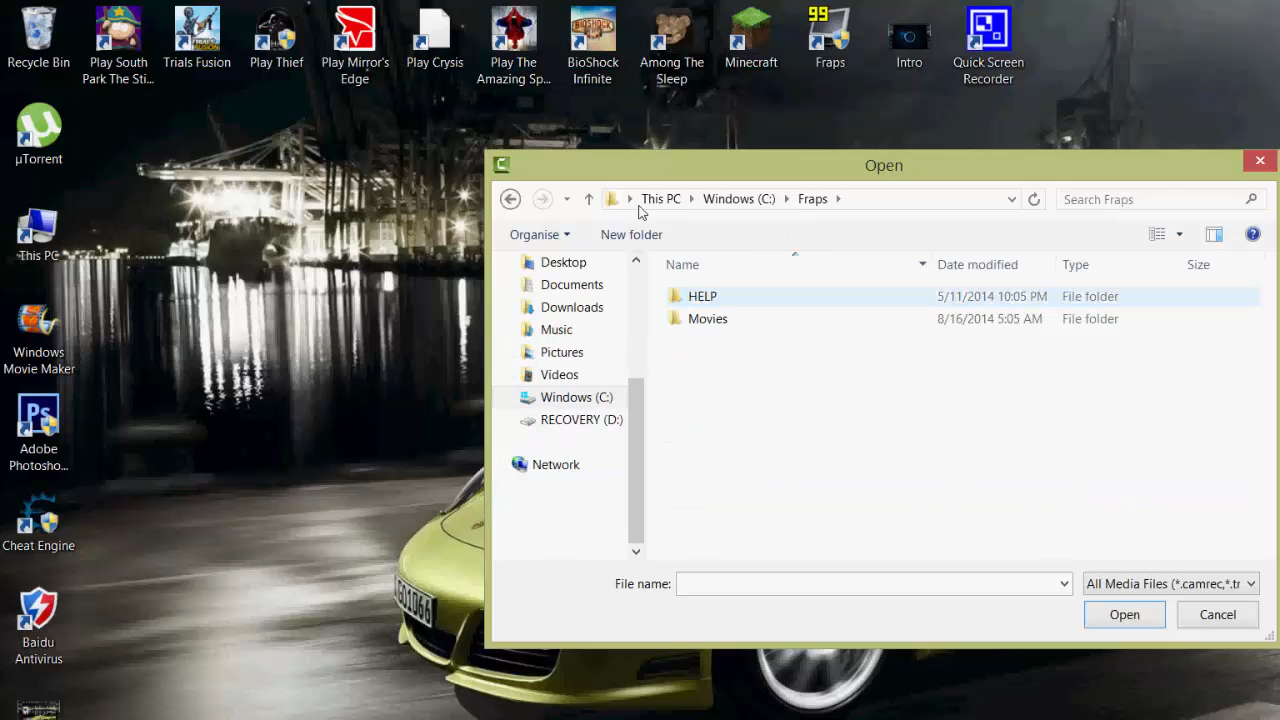 Recycle Bin
Play South
Park The Sti...
Trials Fusion
Play Thief
Play Mirror's
Edge
Play Crysis
Play The
Amazing Sp...
BioShock
Infinite
Among The
Sleep
Minecraft
99
Fraps
Intro
Quick Screen
Recorder
µTorrent
This PC
Windows
Movie Maker
Ps
Adobe
Photosho...
Cheat Engine
Baidu
Antivirus
Open
This PC
Windows (C:)
Fraps
Search Fraps
Organise
New folder
Desktop
Documents
Downloads
Music
Pictures
Videos
Windows (C:)
RECOVERY (D:)
Network
Name
Date modified
Type
Size
HELP
5/11/2014 10:05 PM
File folder
Movies
8/16/2014 5:05 AM
File folder
File name:
All Media Files (*.camrec,*.tr
Open
Cancel